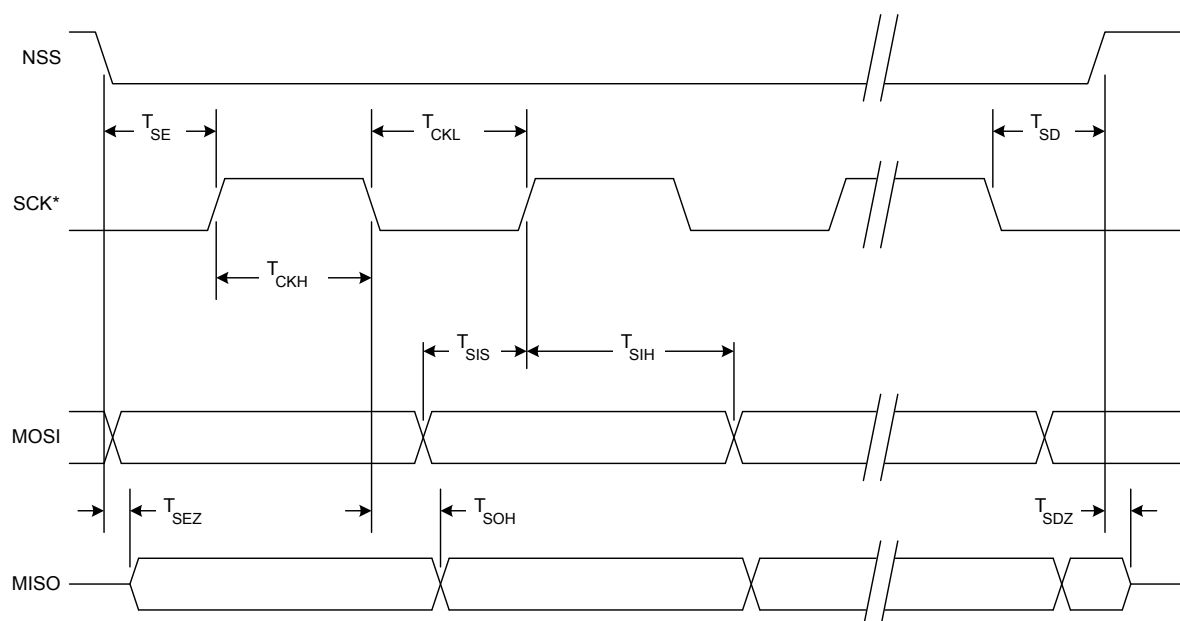 NSS
T_SE
T_CKL
T_SD
SCK*
T_CKH
T_SIS
T_SIH
MOSI
T_SEZ
T_SOH
T_SDZ
MISO